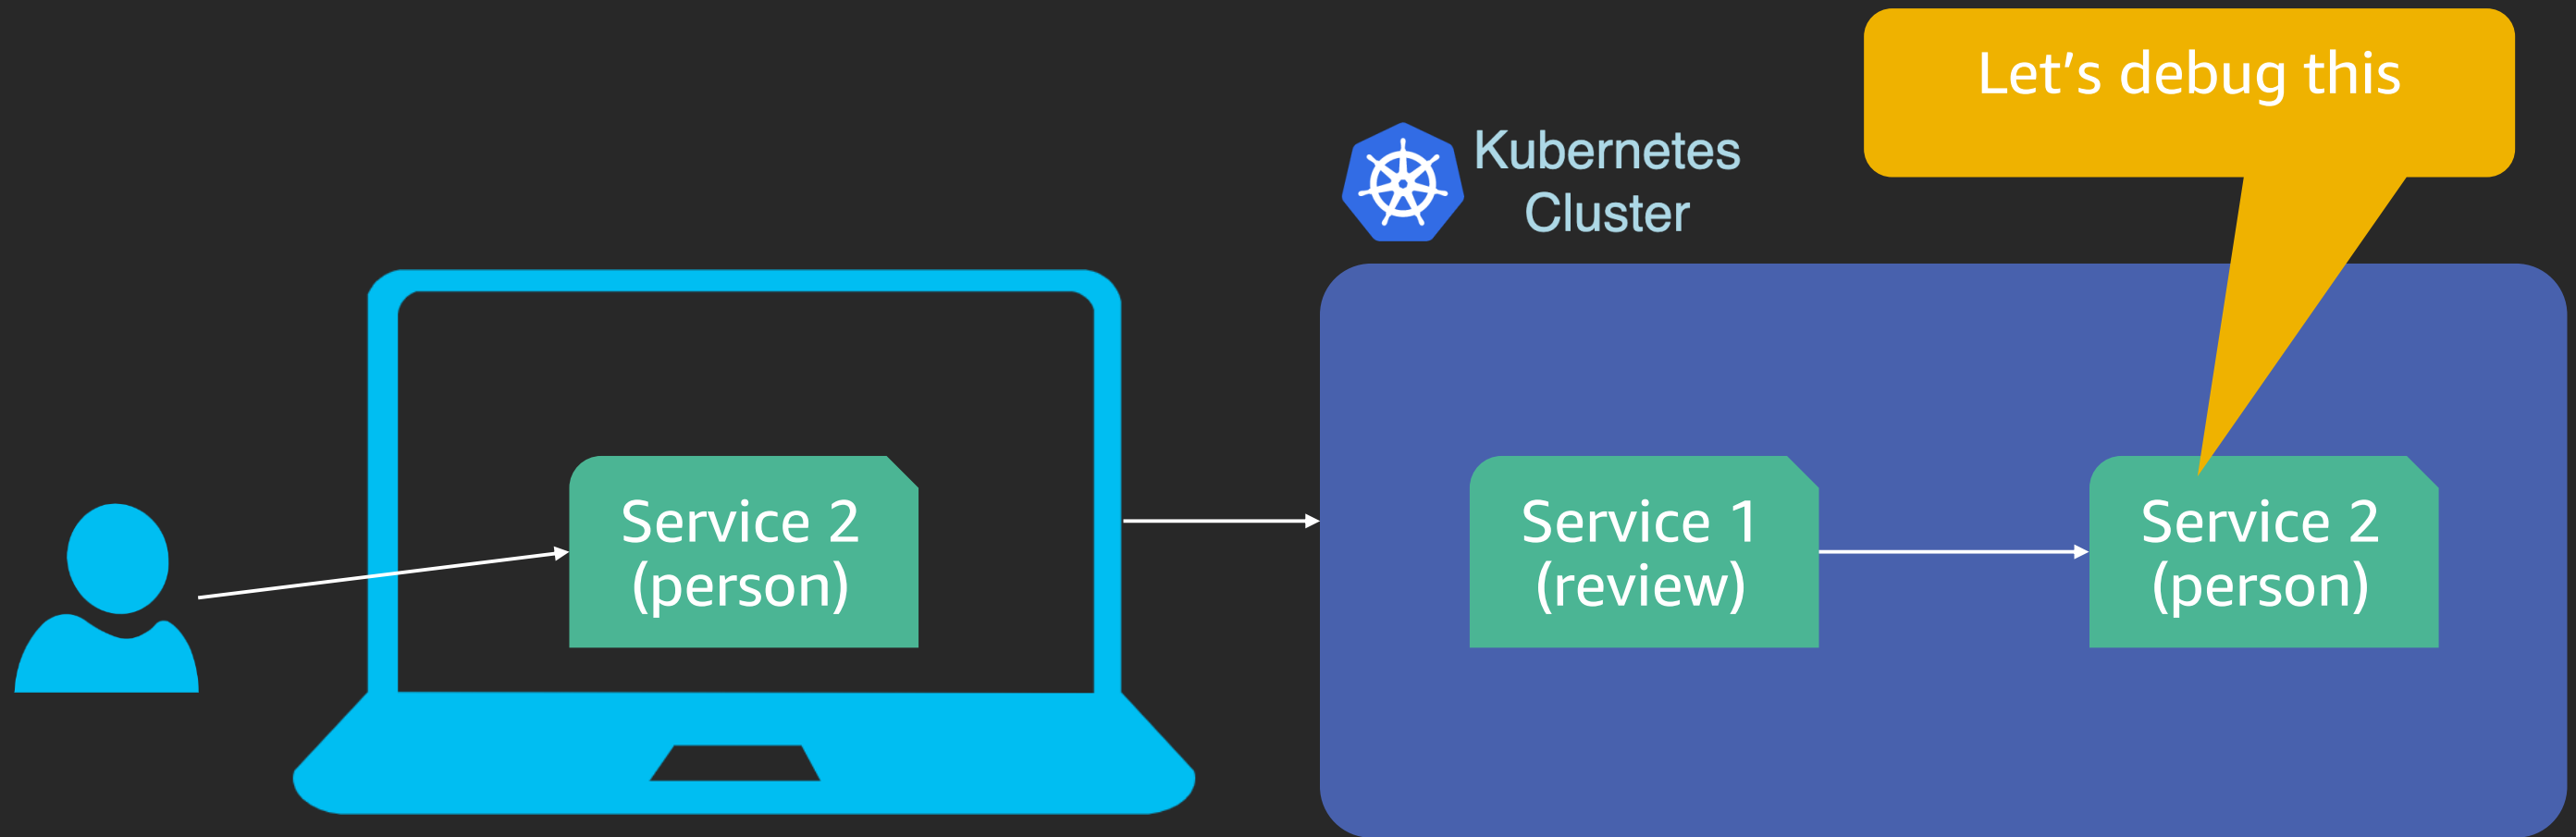 Let’s debug this
Kubernetes
Cluster
Service 2
(person)
Service 1
(review)
Service 2
(person)